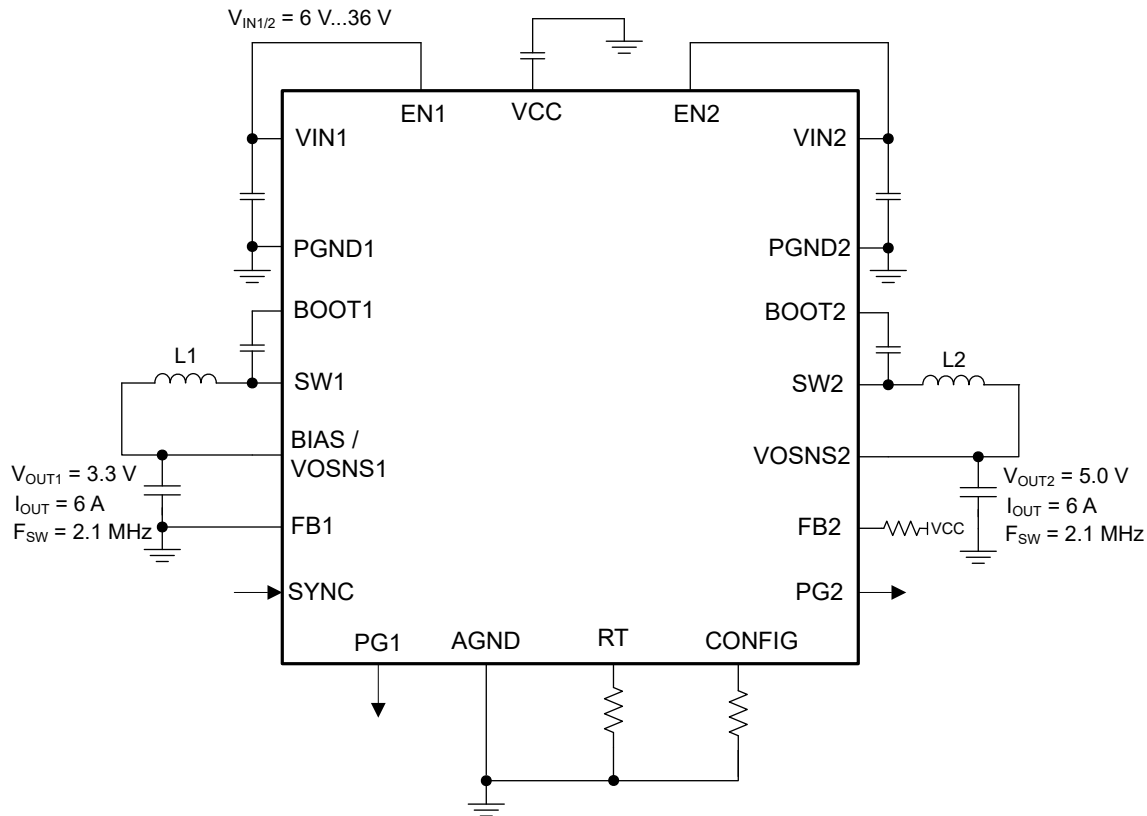 V_IN1/2 = 6 V...36 V
EN1
VCC
EN2
VIN1
VIN2
PGND1
PGND2
BOOT1
BOOT2
L1
L2
SW1
SW2
BIAS /
VOSNS1
VOSNS2
V_OUT1 = 3.3 V
I_OUT = 6 A
F_SW = 2.1 MHz
V_OUT2 = 5.0 V
I_OUT = 6 A
F_SW = 2.1 MHz
FB1
FB2
VCC
SYNC
PG2
PG1
AGND
RT
CONFIG